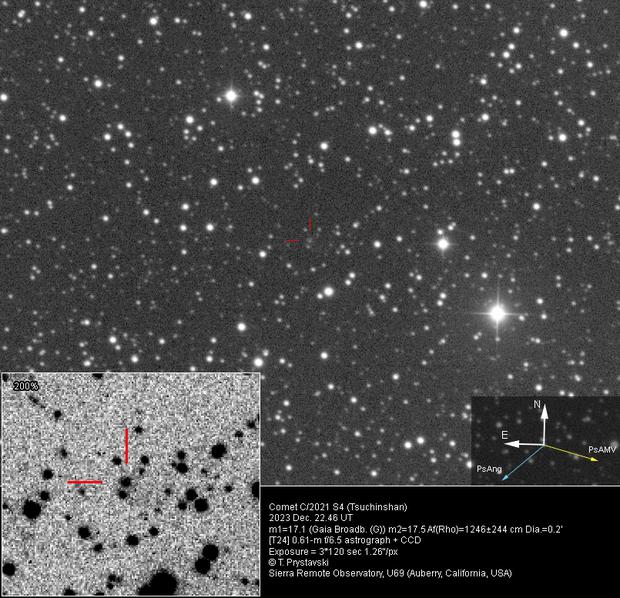 200%
N
E
PsAng
PsAMV
Comet C/2021 S4 (Tsuchinshan)
2023 Dec. 22.46 UT
m1=17.1 (Gaia Broadb. (G)) m2=17.5 Af(Rho)=1246±244 cm Dia.=0.2'
[T24] 0.61-m f/6.5 astrograph + CCD
Exposure = 3*120 sec 1.26"/px
© T. Prystavski
Sierra Remote Observatory, U69 (Auberry, California, USA)